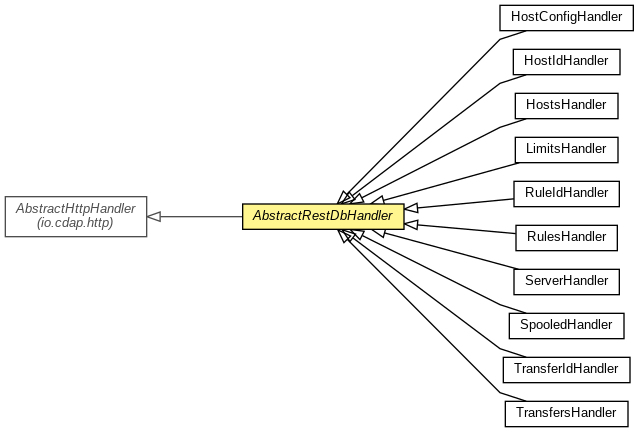 HostConfigHandler
HostIdHandler
HostsHandler
LimitsHandler
AbstractHttpHandler
(io.cdap.http)
AbstractRestDbHandler
RuleIdHandler
RulesHandler
ServerHandler
SpooledHandler
TransferIdHandler
TransfersHandler